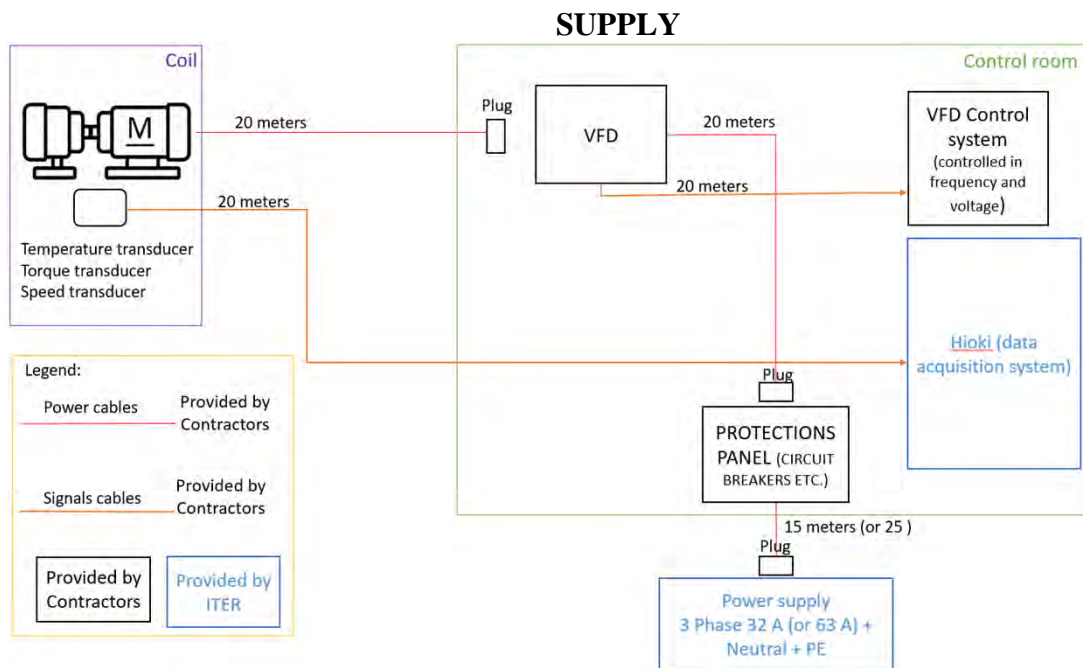 SUPPLY
Coil
Control room
M
20 meters
Plug
VFD
20 meters
VFD Control
system
(controlled in
frequency and
voltage)
20 meters
20 meters
Temperature transducer
Torque transducer
Speed transducer
Hioki (data
acquisition system)
Legend:
Power cables
Provided by
Contractors
Signals cables
Provided by
Contractors
Provided by
Contractors
Provided by
ITER
Plug
PROTECTIONS
PANEL (CIRCUIT
BREAKERS ETC.)
15 meters (or 25 )
Plug
Power supply
3 Phase 32 A (or 63 A) +
Neutral + PE